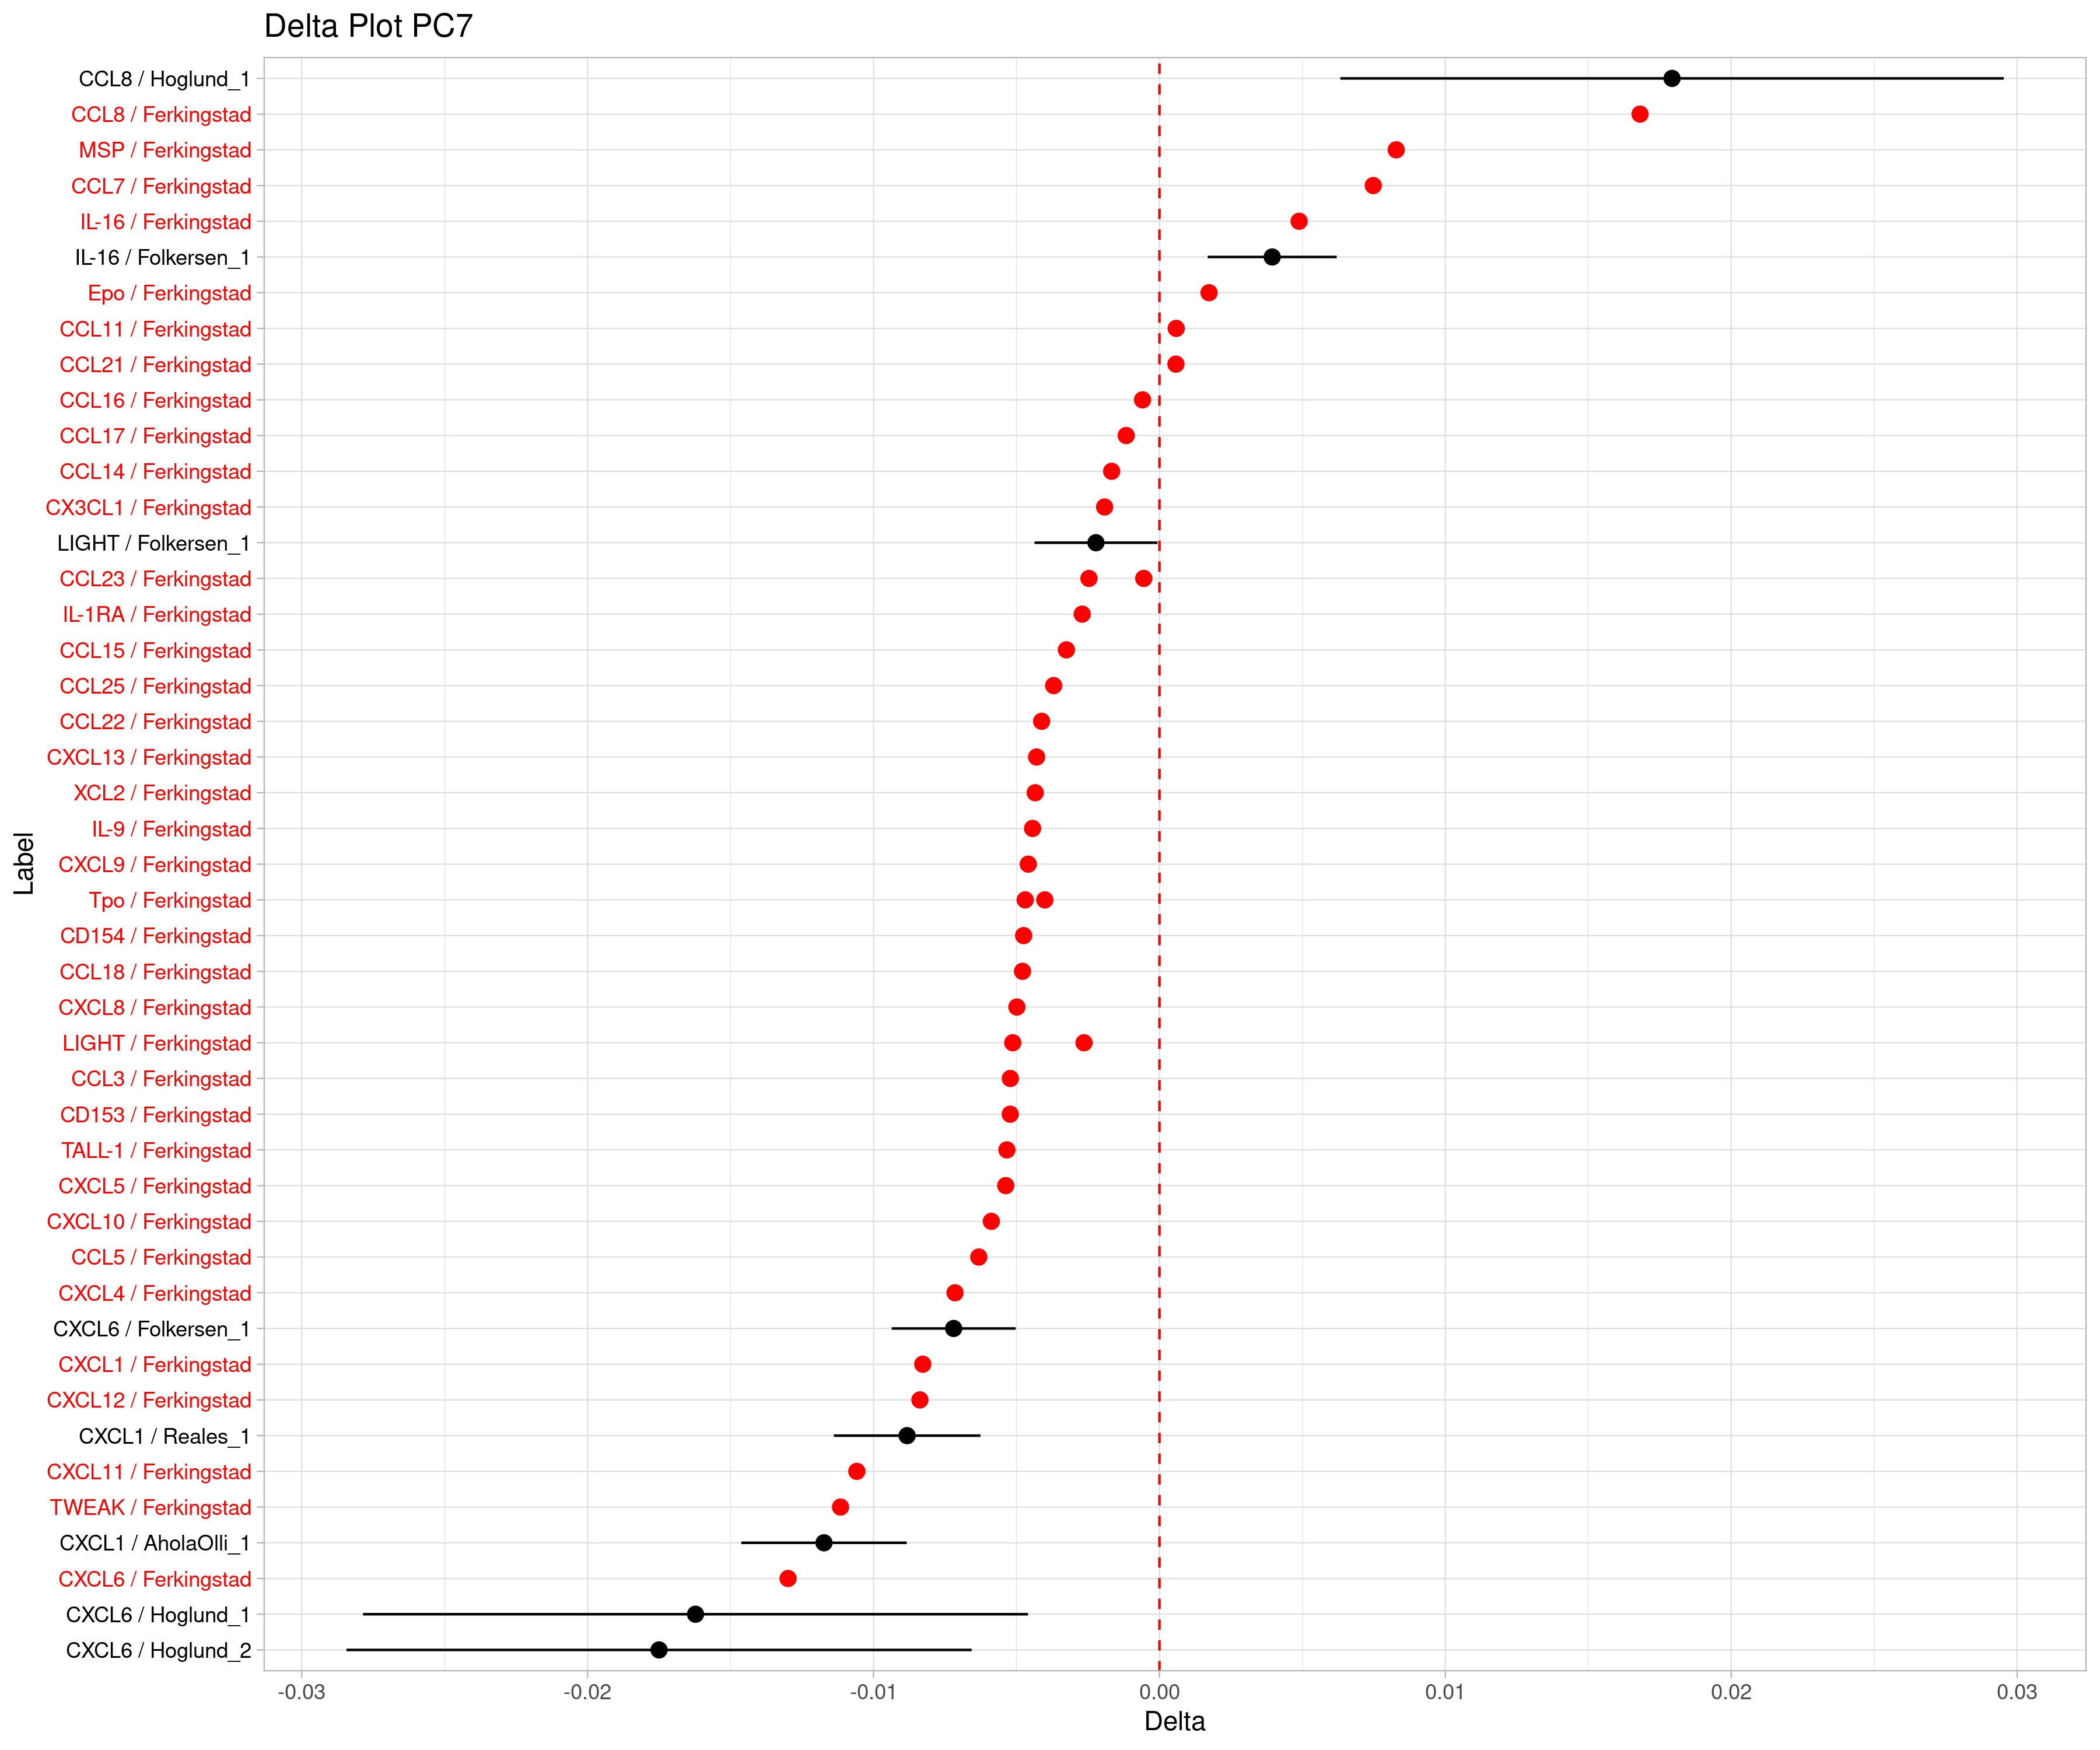 Delta Plot PC7
CCL8 / Hoglund_1
CCL8 / Ferkingstad
MSP / Ferkingstad
CCL7 / Ferkingstad
IL-16 / Ferkingstad
IL-16 / Folkersen_1
Epo / Ferkingstad
CCL11 / Ferkingstad
CCL21 / Ferkingstad
CCL16 / Ferkingstad
CCL17 / Ferkingstad
CCL14 / Ferkingstad
CX3CL1 / Ferkingstad
LIGHT / Folkersen_1
CCL23 / Ferkingstad
IL-1RA / Ferkingstad
CCL15 / Ferkingstad
CCL25 / Ferkingstad
CCL22 / Ferkingstad
CXCL13 / Ferkingstad
XCL2 / Ferkingstad
IL-9 / Ferkingstad
CXCL9 / Ferkingstad
Tpo / Ferkingstad
CD154 / Ferkingstad
CCL18 / Ferkingstad
CXCL8 / Ferkingstad
LIGHT / Ferkingstad
CCL3 / Ferkingstad
CD153 / Ferkingstad
TALL-1 / Ferkingstad
CXCL5 / Ferkingstad
CXCL10 / Ferkingstad
CCL5 / Ferkingstad
CXCL4 / Ferkingstad
CXCL6 / Folkersen_1
CXCL1 / Ferkingstad
CXCL12 / Ferkingstad
CXCL1 / Reales_1
CXCL11 / Ferkingstad
TWEAK / Ferkingstad
CXCL1 / AholaOlli_1
CXCL6 / Ferkingstad
CXCL6 / Hoglund_1
CXCL6 / Hoglund_2
Label
-0.03 -0.02 -0.01 0.00 0.01 0.02 0.03
Delta